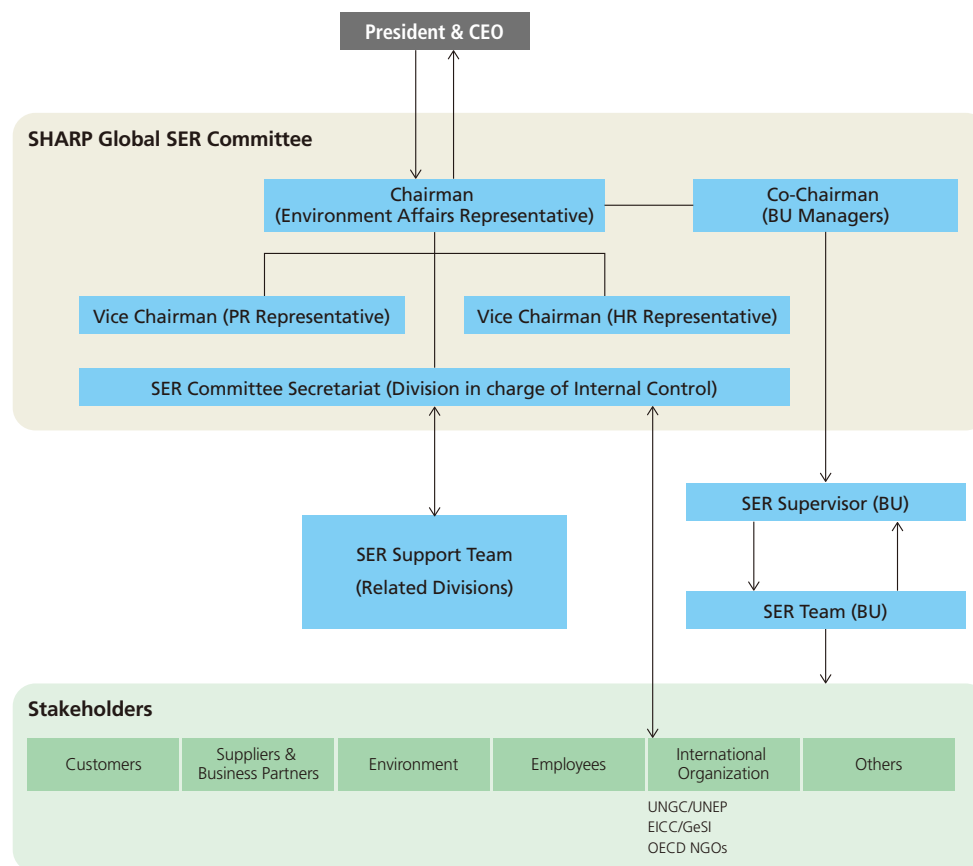 President & CEO
SHARP Global SER Committee
Chairman
(Environment Affairs Representative)
Co-Chairman
(BU Managers)
Vice Chairman (PR Representative)
Vice Chairman (HR Representative)
SER Committee Secretariat (Division in charge of Internal Control)
SER Support Team
(Related Divisions)
SER Supervisor (BU)
SER Team (BU)
Stakeholders
Customers
Suppliers &
Business Partners
Environment
Employees
International
Organization
Others
UNGC/UNEP
EICC/GeSI
OECD NGOs